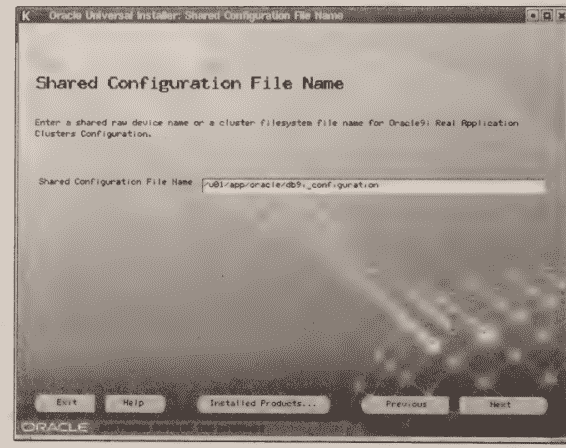 Oracle Universal Installer: Shared Configuration File Name
Shared Configuration File Name
Enter a shared raw device name or a cluster filesystem file name for Oracle9i Real Application
Clusters Configuration.
Shared Configuration File Name /u01/app/oracle/db9i_configuration
Exit Help Installed Products... Previous Next
ORACLE